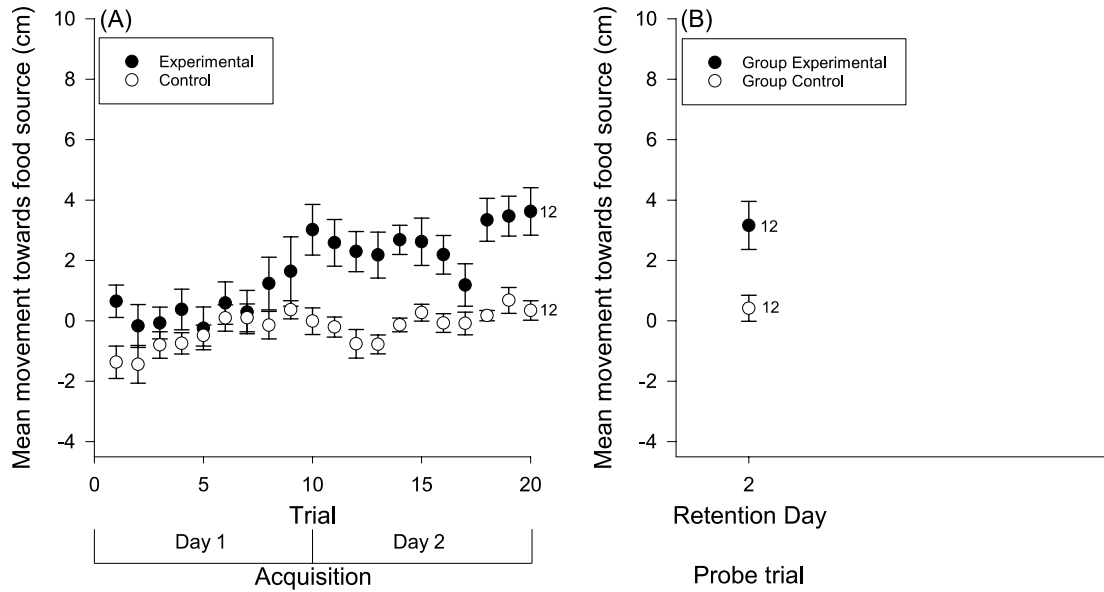 (A)
Experimental
Control
Mean movement towards food source (cm)
10
8
6
4
2
0
-2
-4
12
12
0 5 10 15 20
Trial
Day 1 Day 2
Acquisition
(B)
Group Experimental
Group Control
Mean movement towards food source (cm)
10
8
6
4
2
0
-2
-4
12
12
2
Retention Day
Probe trial